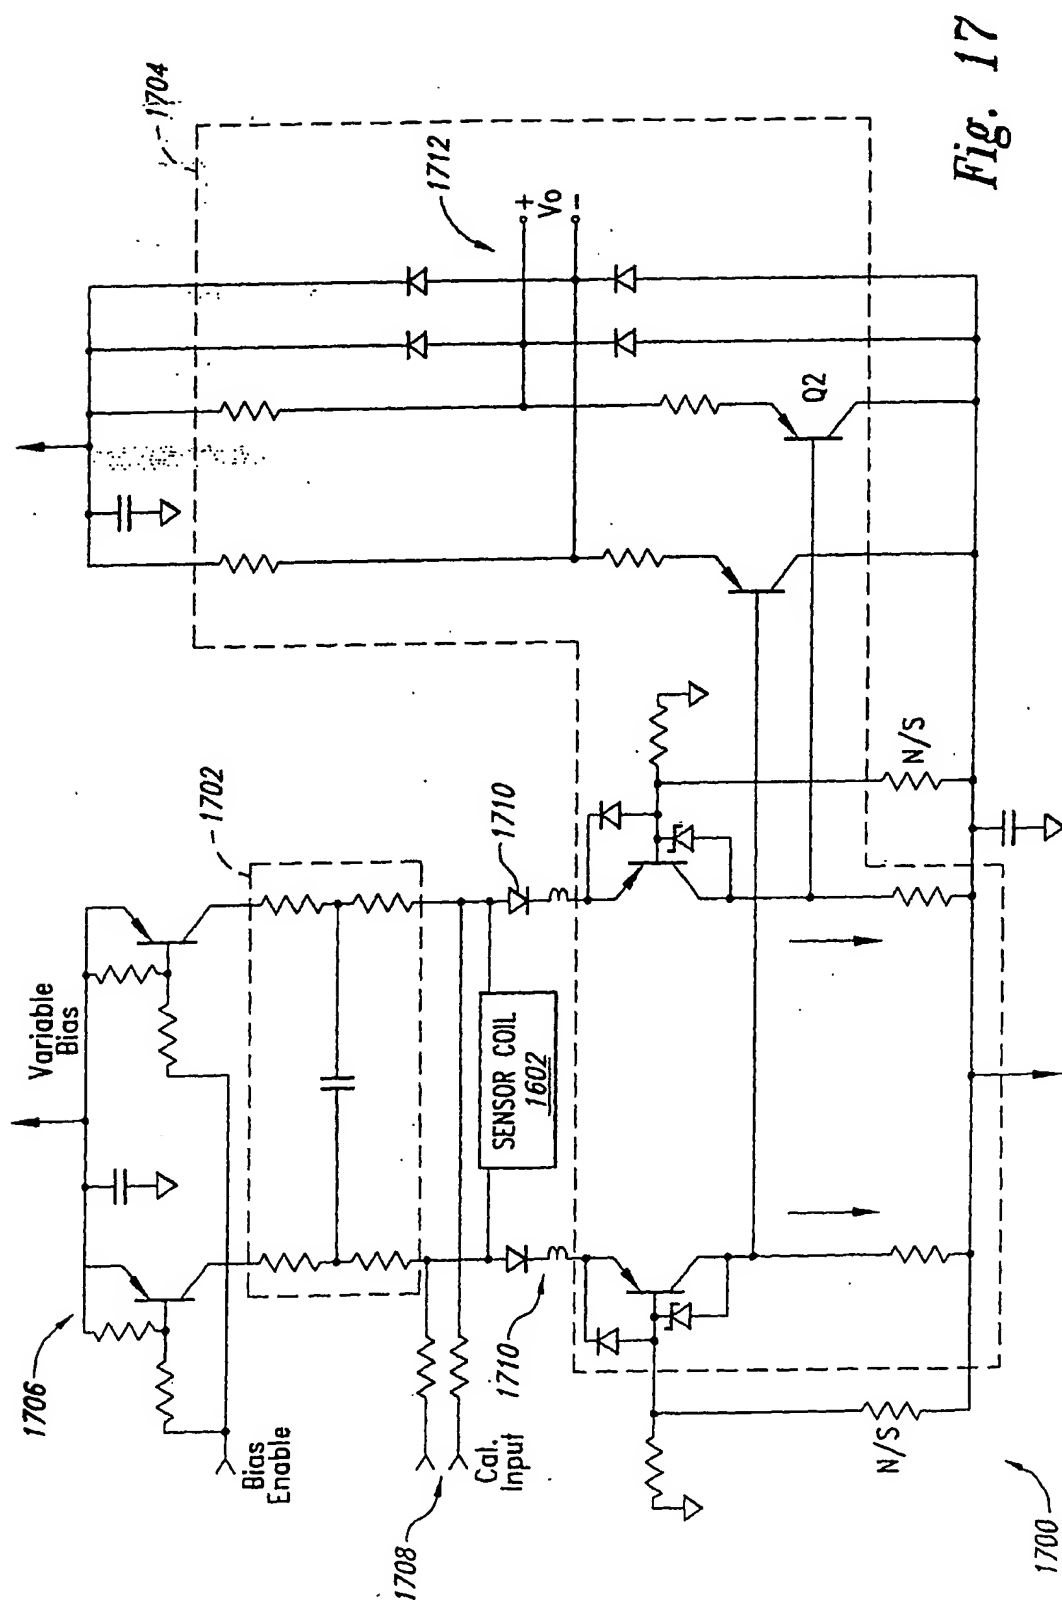 1704
1712
+
Vo
-
Fig. 17
Q2
Variable
Bias
1702
1710
N/S
1706
SENSOR COIL
1602
Bias
Enable
1710
Cal.
Input
1708
N/S
1700